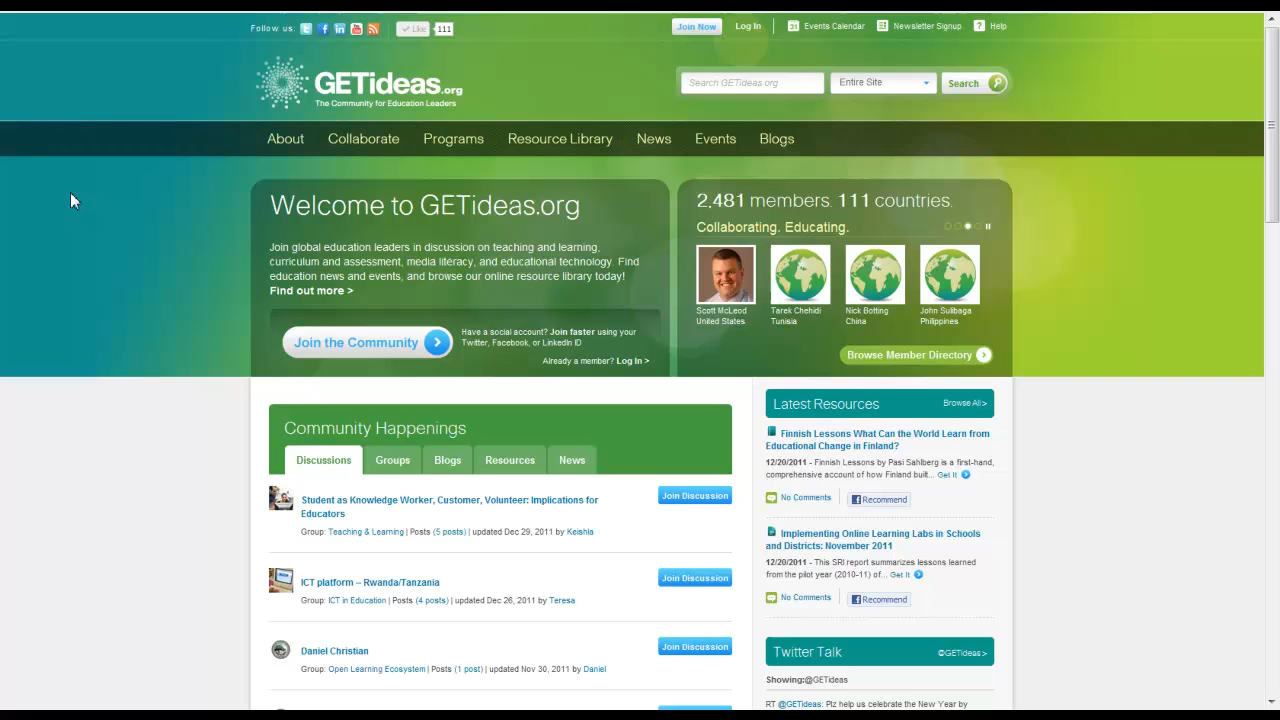 Follow us:
Like 111
Join Now Log In Events Calendar Newsletter Signup ? Help
GETideas.org
The Community for Education Leaders
Search GETideas.org Entire Site Search
About Collaborate Programs Resource Library News Events Blogs
Welcome to GETideas.org
Join global education leaders in discussion on teaching and learning,
curriculum and assessment, media literacy, and educational technology. Find
education news and events, and browse our online resource library today!
Find out more >
Join the Community
Have a social account? Join faster using your
Twitter, Facebook, or LinkedIn ID
Already a member? Log In >
2,481 members. 111 countries.
Collaborating. Educating.
Scott McLeod
United States
Tarek Chehidi
Tunisia
Nick Botting
China
John Sulibaga
Philippines
Browse Member Directory
Community Happenings
Discussions Groups Blogs Resources News
Student as Knowledge Worker, Customer, Volunteer: Implications for
Educators
Join Discussion
Group: Teaching & Learning | Posts (5 posts) | updated Dec 29, 2011 by Keishla
ICT platform – Rwanda/Tanzania
Join Discussion
Group: ICT in Education | Posts (4 posts) | updated Dec 26, 2011 by Teresa
Daniel Christian
Join Discussion
Group: Open Learning Ecosystem | Posts (1 post) | updated Nov 30, 2011 by Daniel
Latest Resources Browse All >
Finnish Lessons What Can the World Learn from
Educational Change in Finland?
12/20/2011 - Finnish Lessons by Pasi Sahlberg is a first-hand,
comprehensive account of how Finland built... Get It
No Comments Recommend
Implementing Online Learning Labs in Schools
and Districts: November 2011
12/20/2011 - This SRI report summarizes lessons learned
from the pilot year (2010-11) of... Get It
No Comments Recommend
Twitter Talk @GETideas >
Showing:@GETideas
RT @GETideas: Plz help us celebrate the New Year by